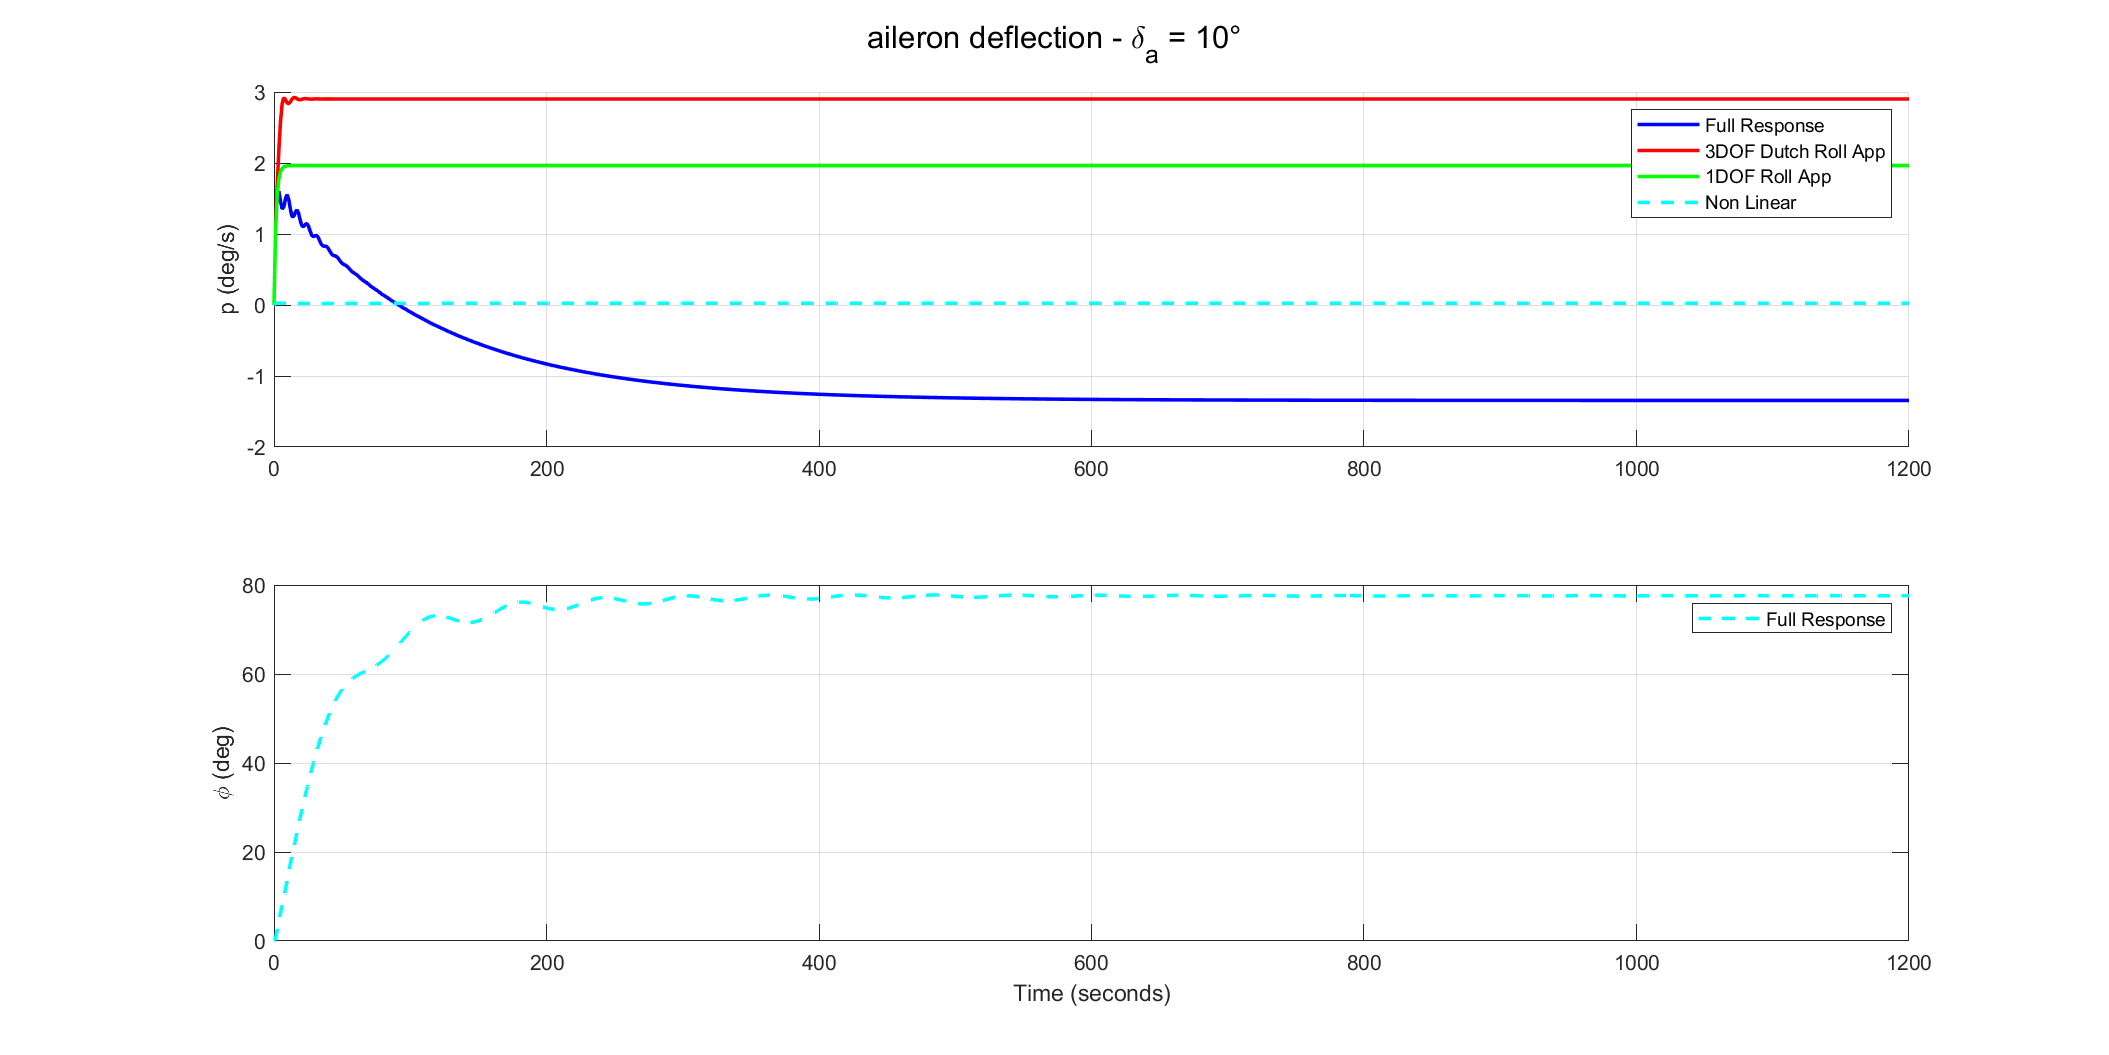 aileron deflection - δa = 10°
3
2
1
0
-1
-2
p (deg/s)
Full Response
3DOF Dutch Roll App
1DOF Roll App
Non Linear
0 200 400 600 800 1000 1200
80
60
40
20
0
ϕ (deg)
Full Response
0 200 400 600 800 1000 1200
Time (seconds)